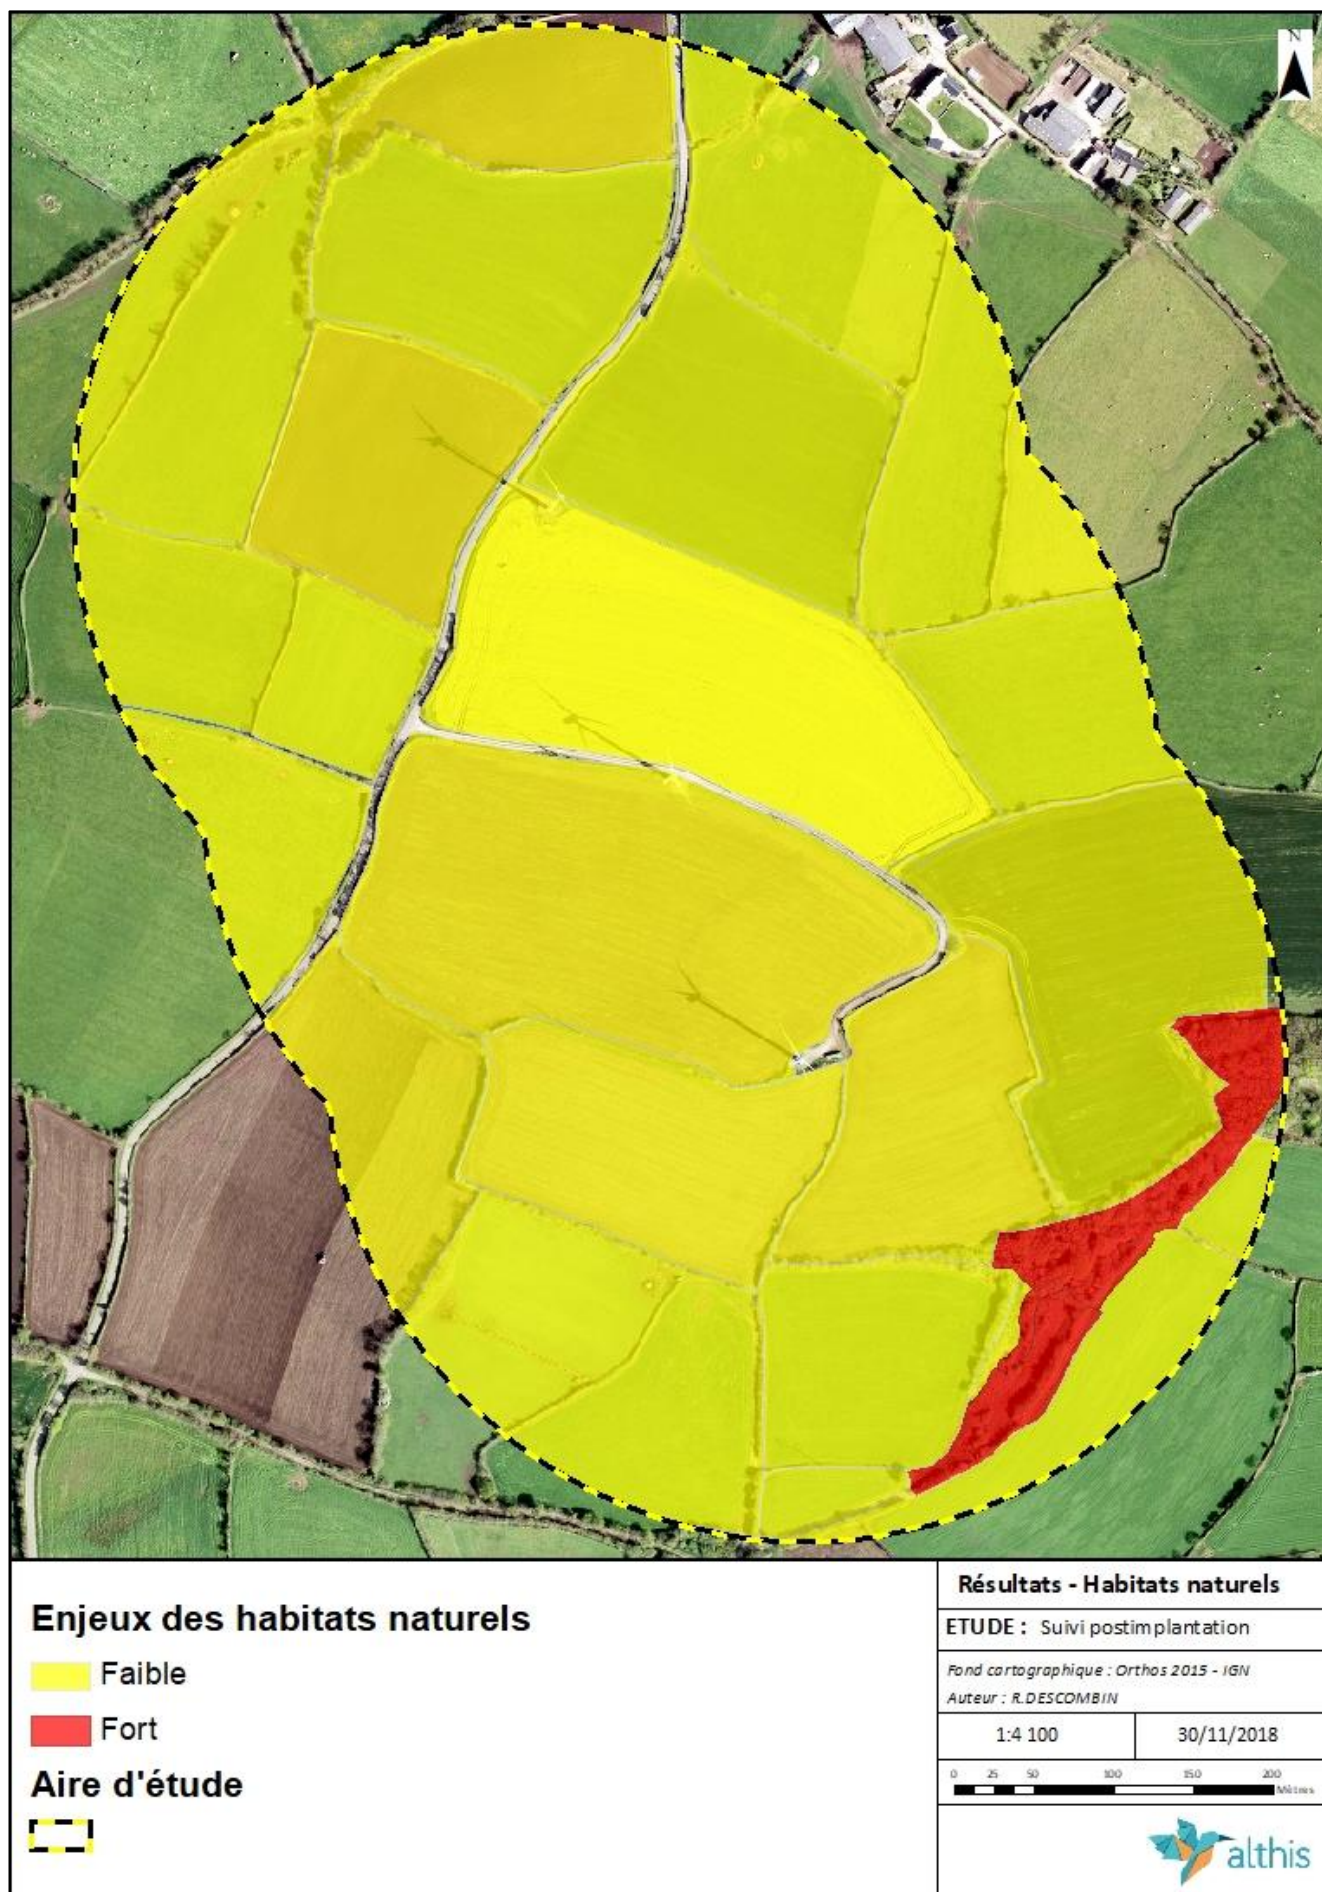 N
Enjeux des habitats naturels
Faible
Fort
Aire d'étude
Résultats - Habitats naturels
ETUDE : Suivi postimplantation
Fond cartographique : Orthos 2015 - IGN
Auteur : R.DESCOMBIN
1:4 100
30/11/2018
0 25 50 100 150 200
Mètres
althis